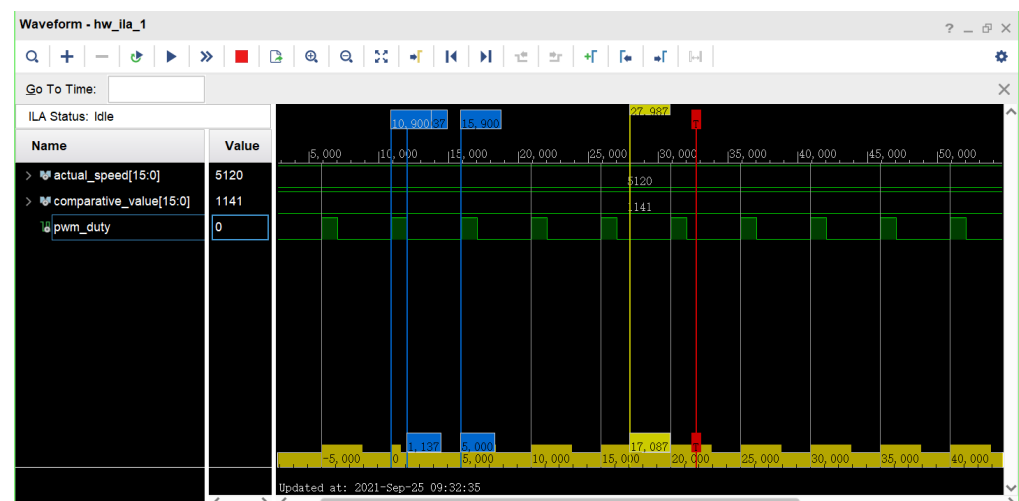 Waveform - hw_ila_1
? _ ×
Go To Time:
ILA Status: Idle
Name Value
actual_speed[15:0] 5120
comparative_value[15:0] 1141
pwm_duty 0
10,900 37 15,900 27,987 T
5,000 10,000 15,000 20,000 25,000 30,000 35,000 40,000 45,000 50,000
5120
1141
1,137 5,000 17,087 T
-5,000 0 5,000 10,000 15,000 20,000 25,000 30,000 35,000 40,000
Updated at: 2021-Sep-25 09:32:35